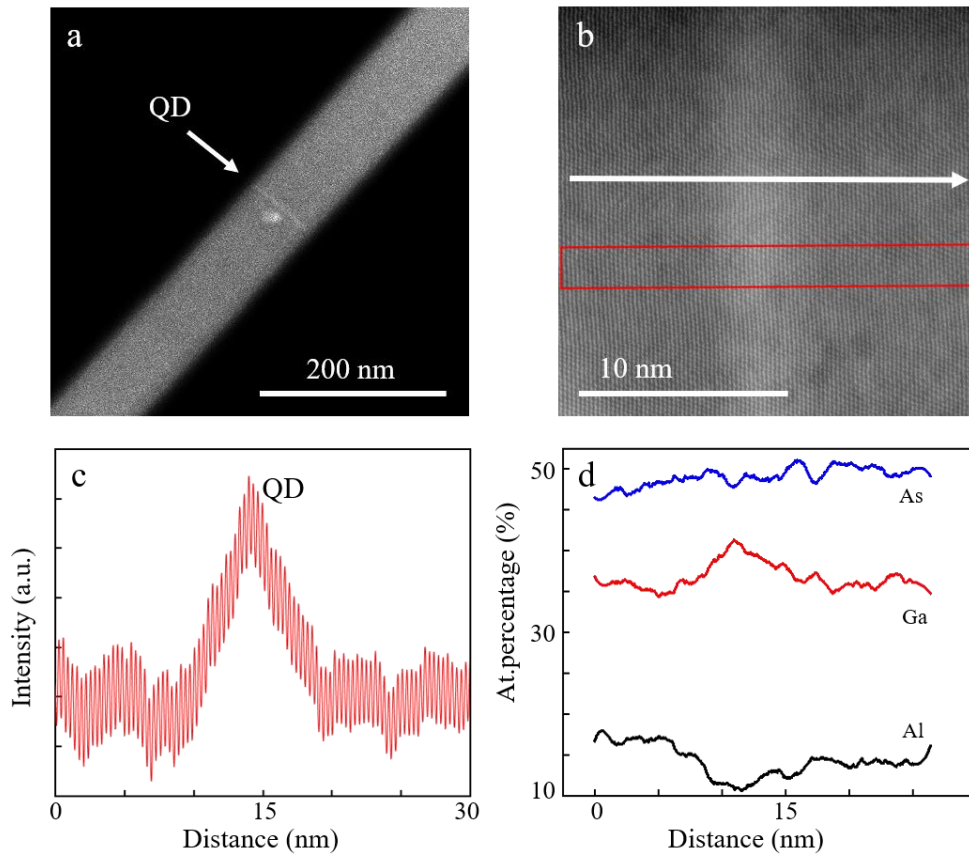 a
QD
200 nm
b
10 nm
c
QD
Intensity (a.u.)
0
15
30
Distance (nm)
d
50
30
10
At.percentage (%)
As
Ga
Al
0
15
Distance (nm)